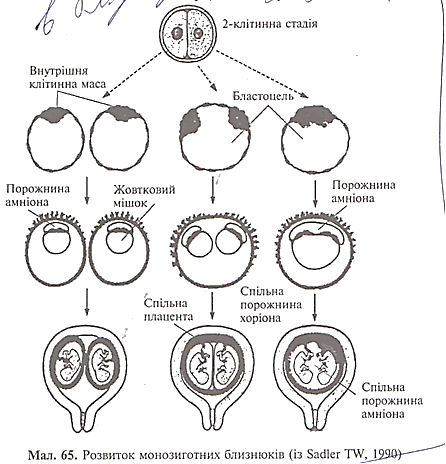 2-клітинна стадія
Внутрішня
клітинна маса
Бластоцель
Порожнина
амніона
Жовтковий
мішок
Порожнина
амніона
Спільна
плацента
Спільна
порожнина
хоріона
Спільна
порожнина
амніона
Мал. 65. Розвиток монозиготних близнюків (із Sadler TW, 1990)